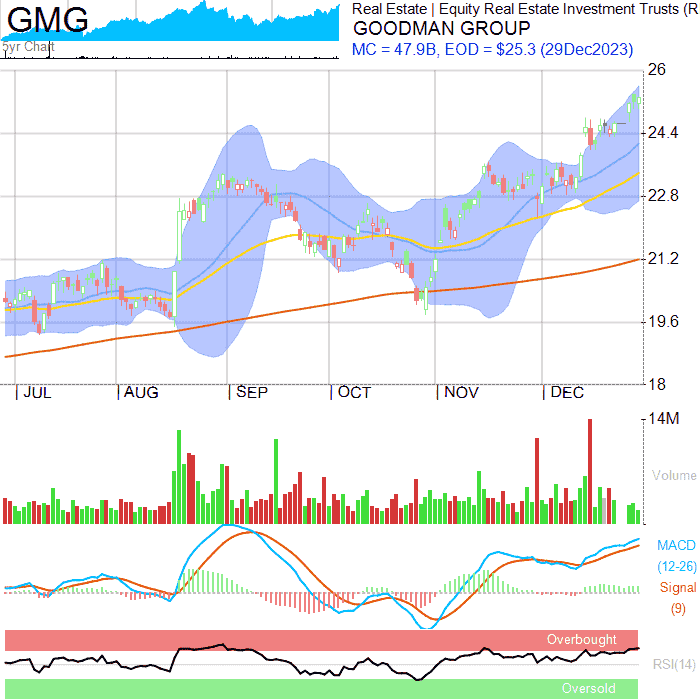 GMG
5yr Chart
Real Estate | Equity Real Estate Investment Trusts (R
GOODMAN GROUP
MC = 47.9B, EOD = $25.3 (29Dec2023)
26
24.4
22.8
21.2
19.6
18
|JUL |AUG |SEP |OCT |NOV |DEC
14M
Volume
MACD
(12-26)
Signal
(9)
Overbought
RSI(14)
Oversold